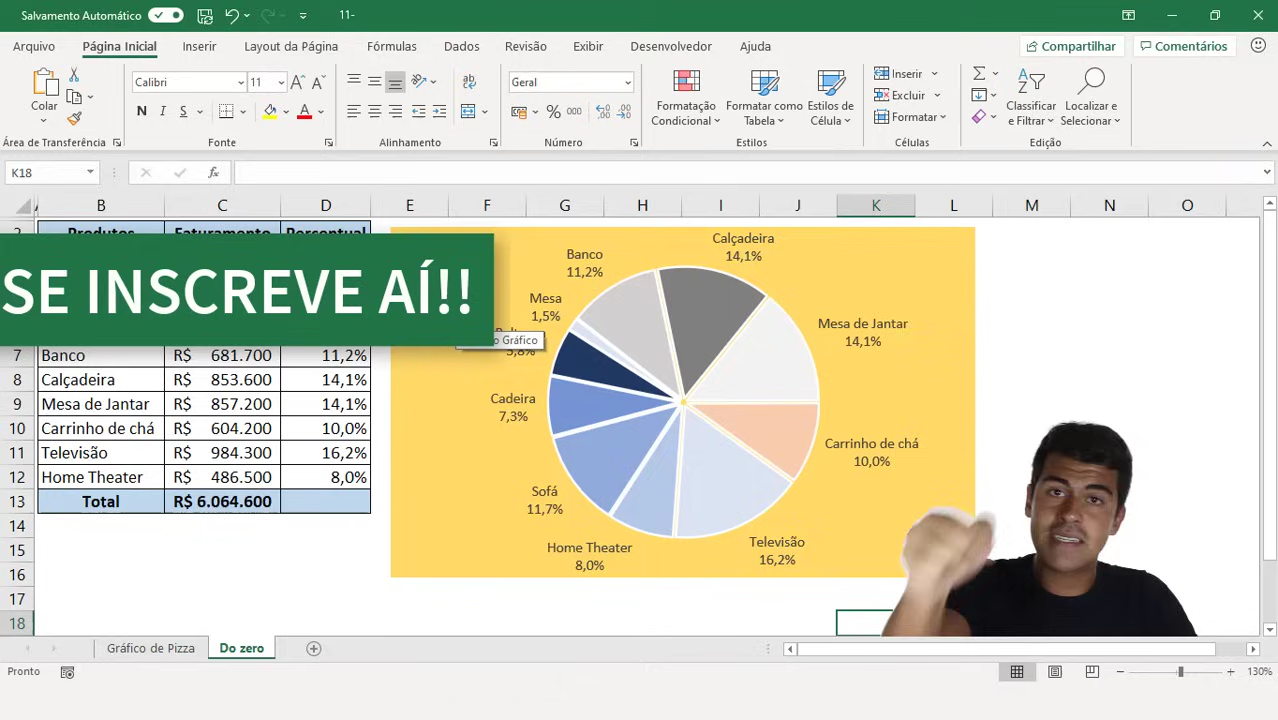 Salvamento Automático
11-
Arquivo
Página Inicial
Inserir
Layout da Página
Fórmulas
Dados
Revisão
Exibir
Desenvolvedor
Ajuda
Compartilhar
Comentários
Colar
Calibri
11
Geral
000
Formatação
Condicional
Formatar como
Tabela
Estilos de
Célula
Inserir
Excluir
Formatar
Classificar
e Filtrar
Localizar e
Selecionar
Área de Transferência
Fonte
Alinhamento
Número
Estilos
Células
Edição
K18
fx
B C D E F G H I J K L M N O
2 Produtos Faturamento Percentual
SE INSCREVE AÍ!!
7 Banco R$ 681.700 11,2%
8 Calçadeira R$ 853.600 14,1%
9 Mesa de Jantar R$ 857.200 14,1%
10 Carrinho de chá R$ 604.200 10,0%
11 Televisão R$ 984.300 16,2%
12 Home Theater R$ 486.500 8,0%
13 Total R$ 6.064.600
14
15
16
17
18
Calçadeira
14,1%
Banco
11,2%
Mesa
1,5%
Gráfico
5,8%
Mesa de Jantar
14,1%
Cadeira
7,3%
Carrinho de chá
10,0%
Sofá
11,7%
Home Theater
8,0%
Televisão
16,2%
Gráfico de Pizza
Do zero
Pronto
130%